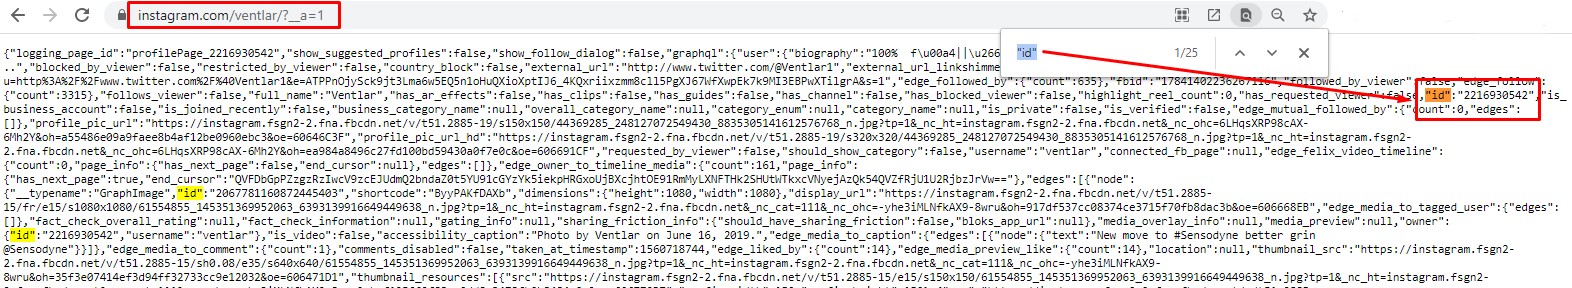 instagram.com/ventlar/?__a=1
"id"
1/25
{"logging_page_id":"profilePage_2216930542","show_suggested_profiles":false,"show_follow_dialog":false,"graphql":{"user":{"biography":"100%  f\u00a4||\u266
..","blocked_by_viewer":false,"restricted_by_viewer":false,"country_block":false,"external_url":"http://www.twitter.com/@Ventlar1","external_url_linkshimme
u=http%3A%2F%2Fwww.twitter.com%2F%40Ventlar1&e=
"edge_followed_by":{"count":635},"fbid":"17841402236267116","followed_by_viewer":false,"edge_follow":
{"count":3315},"follows_viewer":false,"full_name":"Ventlar","has_ar_effects":false,"has_clips":false,"has_guides":false,"has_channel":false,"has_blocked_viewer":false,"highlight_reel_count":0,"has_requested_viewer":false,"id":"2216930542","is_
business_account":false,"is_joined_recently":false,"business_category_name":null,"overall_category_name":null,"category_enum":null,"category_name":null,"is_private":false,"is_verified":false,"edge_mutual_followed_by":{"count":0,"edges":
[]},"profile_pic_url":"https://instagram.fsgn2-2.fna.fbcdn.net/v/t51.2885-19/s150x150/44369285_248127072549430_8835305141612576768_n.jpg?tp=1&_nc_ht=instagram.fsgn2-2.fna.fbcdn.net&_nc_ohc=6LHqsXRP98cAX-
6Mh2Y&oh=a55486e09a9faee8b4af12be0960ebc3&oe=60646C3F","profile_pic_url_hd":"https://instagram.fsgn2-2.fna.fbcdn.net/v/t51.2885-19/s320x320/44369285_248127072549430_8835305141612576768_n.jpg?tp=1&_nc_ht=instagram.fsgn2-
2.fna.fbcdn.net&_nc_ohc=6LHqsXRP98cAX-6Mh2Y&oh=ea984a8496c27fd100bd59430a0f7e0c&oe=606691CF","requested_by_viewer":false,"should_show_category":false,"username":"ventlar","connected_fb_page":null,"edge_felix_video_timeline":
{"count":0,"page_info":{"has_next_page":false,"end_cursor":null},"edges":[]},"edge_owner_to_timeline_media":{"count":161,"page_info":
{"has_next_page":true,"end_cursor":
"edges":[{"node":
{"__typename":"GraphImage","id":"2067781160872445403","shortcode":"ByyPAKfDAXb","dimensions":{"height":1080,"width":1080},"display_url":"https://instagram.fsgn2-2.fna.fbcdn.net/v/t51.2885-
15/fr/e15/s1080x1080/61554855_145351369952063_6393139916649449638_n.jpg?tp=1&_nc_ht=instagram.fsgn2-2.fna.fbcdn.net&_nc_cat=111&_nc_ohc=-yhe3iMLNfkAX9-8wru&oh=917df537cc08374ce3715f70fb8dac3b&oe=606668EB","edge_media_to_tagged_user":{"edges":
[]},"fact_check_overall_rating":null,"fact_check_information":null,"gating_info":null,"sharing_friction_info":{"should_have_sharing_friction":false,"bloks_app_url":null},"media_overlay_info":null,"media_preview":null,"owner":
{"id":"2216930542","username":"ventlar"},"is_video":false,"accessibility_caption":"Photo by Ventlar on June 16, 2019.","edge_media_to_caption":{"edges":[{"node":{"text":"New move to #Sensodyne better grin
@Sensodyne"}}]},"edge_media_to_comment":{"count":1},"comments_disabled":false,"taken_at_timestamp":1560718744,"edge_liked_by":{"count":14},"edge_media_preview_like":{"count":14},"location":null,"thumbnail_src":"https://instagram.fsgn2-
2.fna.fbcdn.net/v/t51.2885-15/sh0.08/e35/s640x640/61554855_145351369952063_6393139916649449638_n.jpg?tp=1&_nc_ht=instagram.fsgn2-2.fna.fbcdn.net&_nc_cat=111&_nc_ohc=-yhe3iMLNfkAX9-
8wru&oh=35f3e07414ef3d94ff32733cc9e12032&oe=606471D1","thumbnail_resources":[{"src":"https://instagram.fsgn2-2.fna.fbcdn.net/v/t51.2885-15/e15/s150x150/61554855_145351369952063_6393139916649449638_n.jpg?tp=1&_nc_ht=instagram.fsgn2-